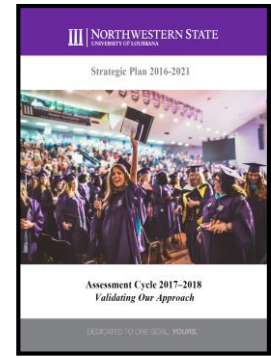 NORTHWESTERN STATE
UNIVERSITY OF LOUISIANA
Strategic Plan 2016-2021
Assessment Cycle 2017–2018
Validating Our Approach
DEDICATED TO ONE GOAL. YOURS.